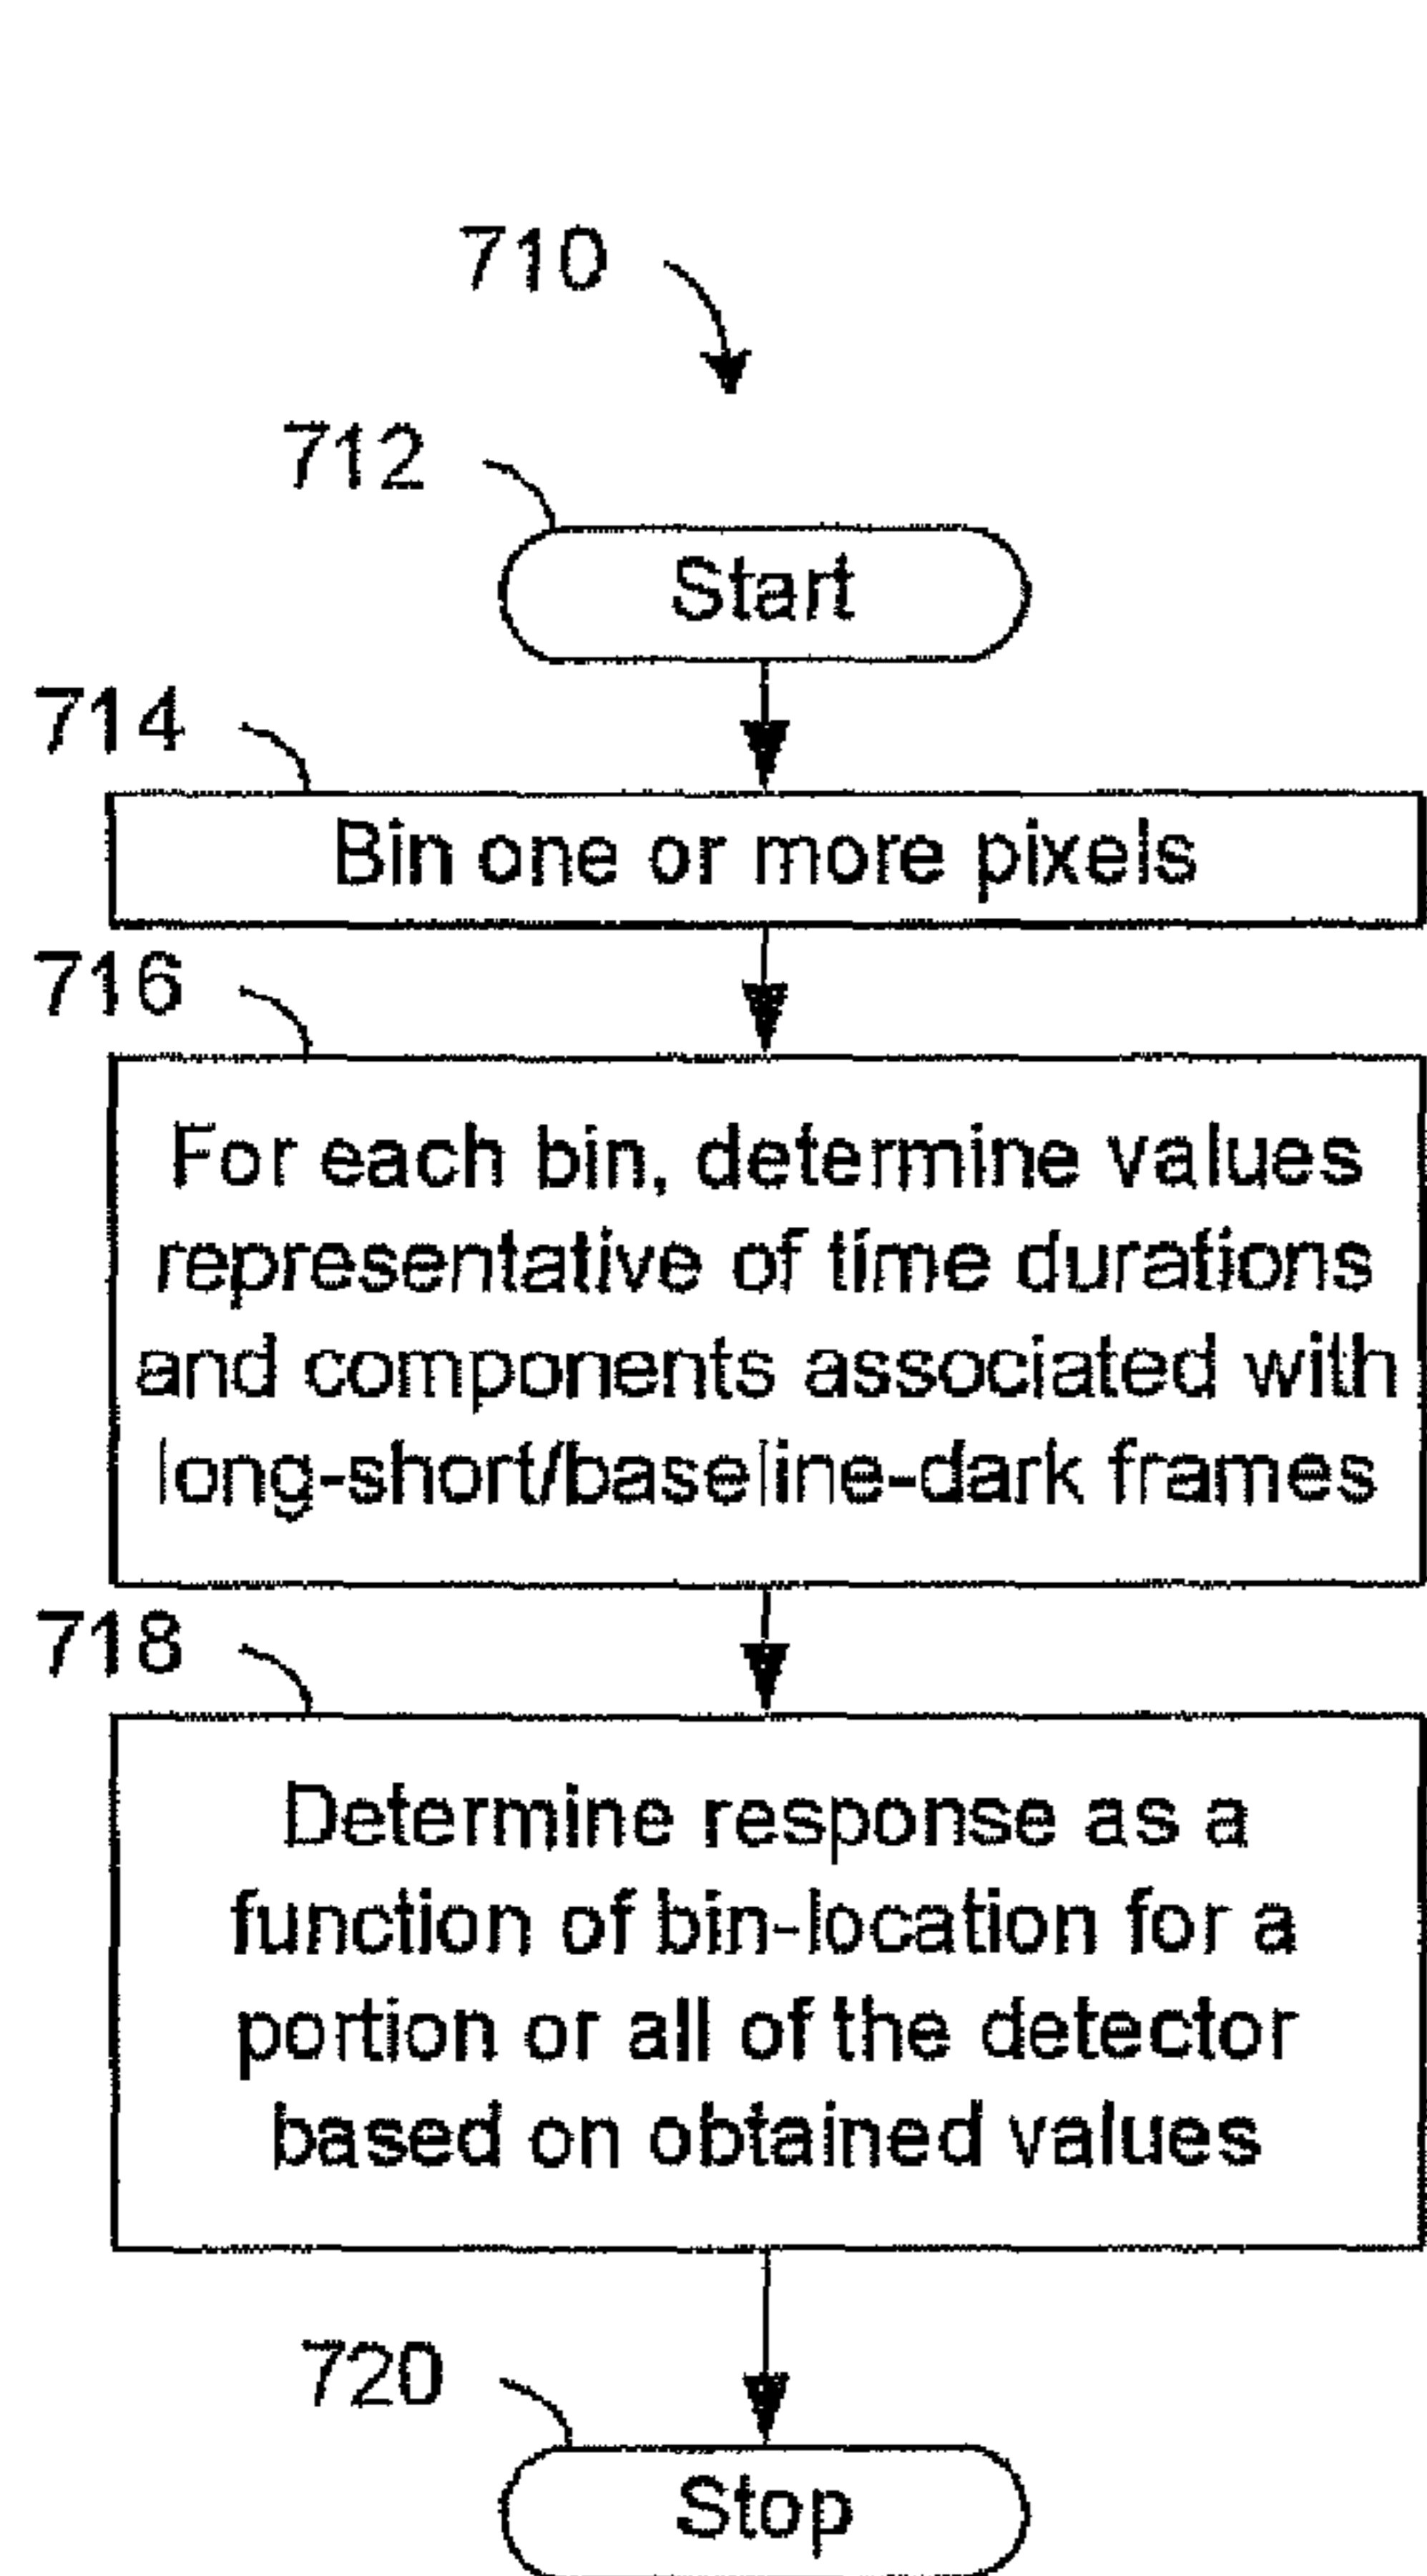 710
712
Start
714
Bin one or more pixels
716
For each bin, determine values
representative of time durations
and components associated with
long-short/baseline-dark frames
718
Determine response as a
function of bin-location for a
portion or all of the detector
based on obtained values
720
Stop